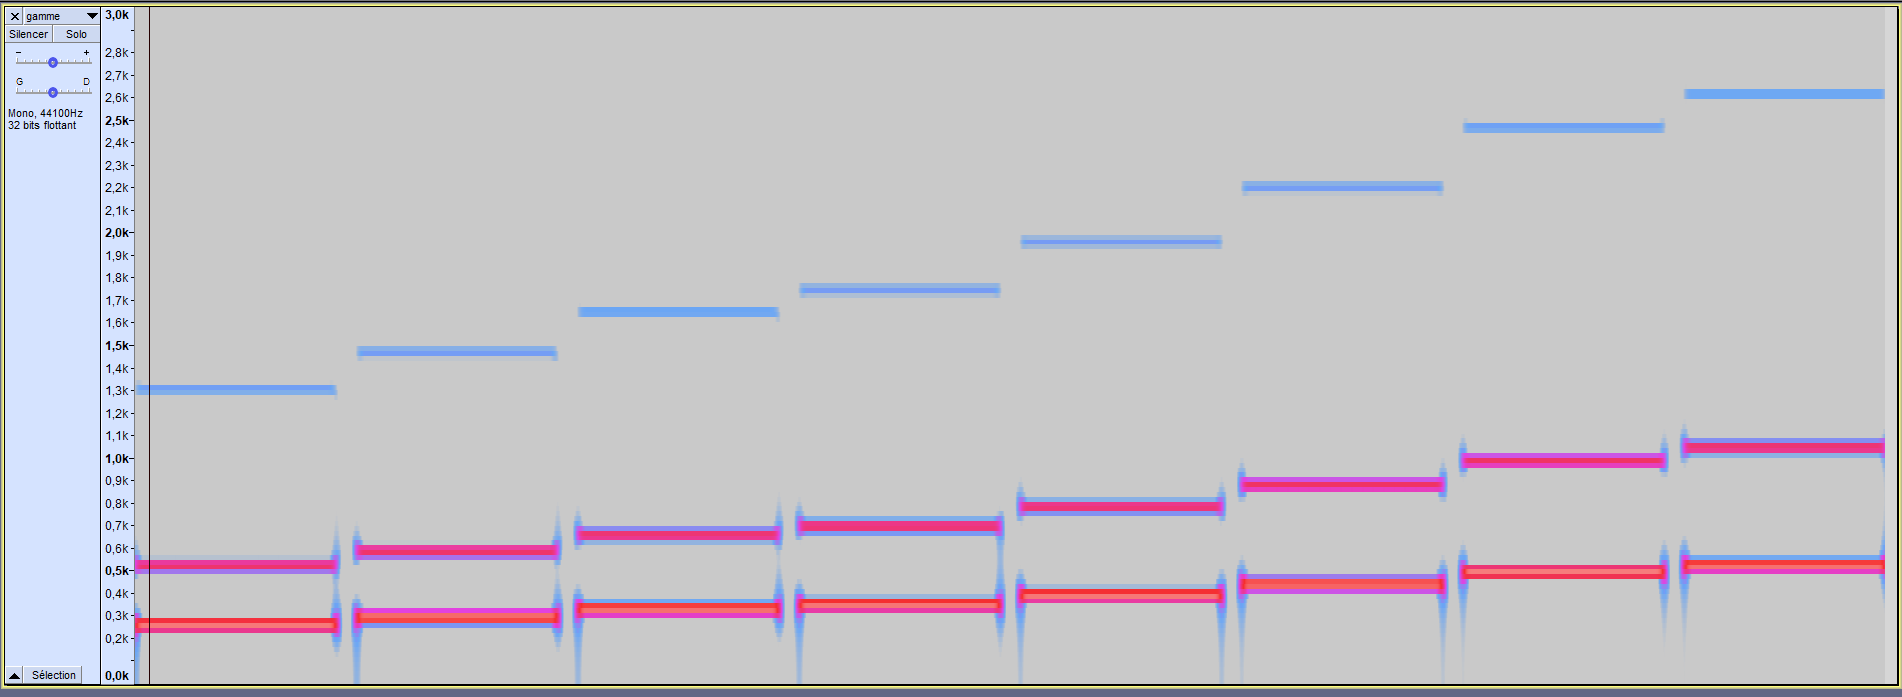 gamme
Silencer Solo
- +
G D
Mono, 44100Hz
32 bits flottant
Sélection
3,0k
2,8k
2,7k
2,6k
2,5k
2,4k
2,3k
2,2k
2,1k
2,0k
1,9k
1,8k
1,7k
1,6k
1,5k
1,4k
1,3k
1,2k
1,1k
1,0k
0,9k
0,8k
0,7k
0,6k
0,5k
0,4k
0,3k
0,2k
0,0k